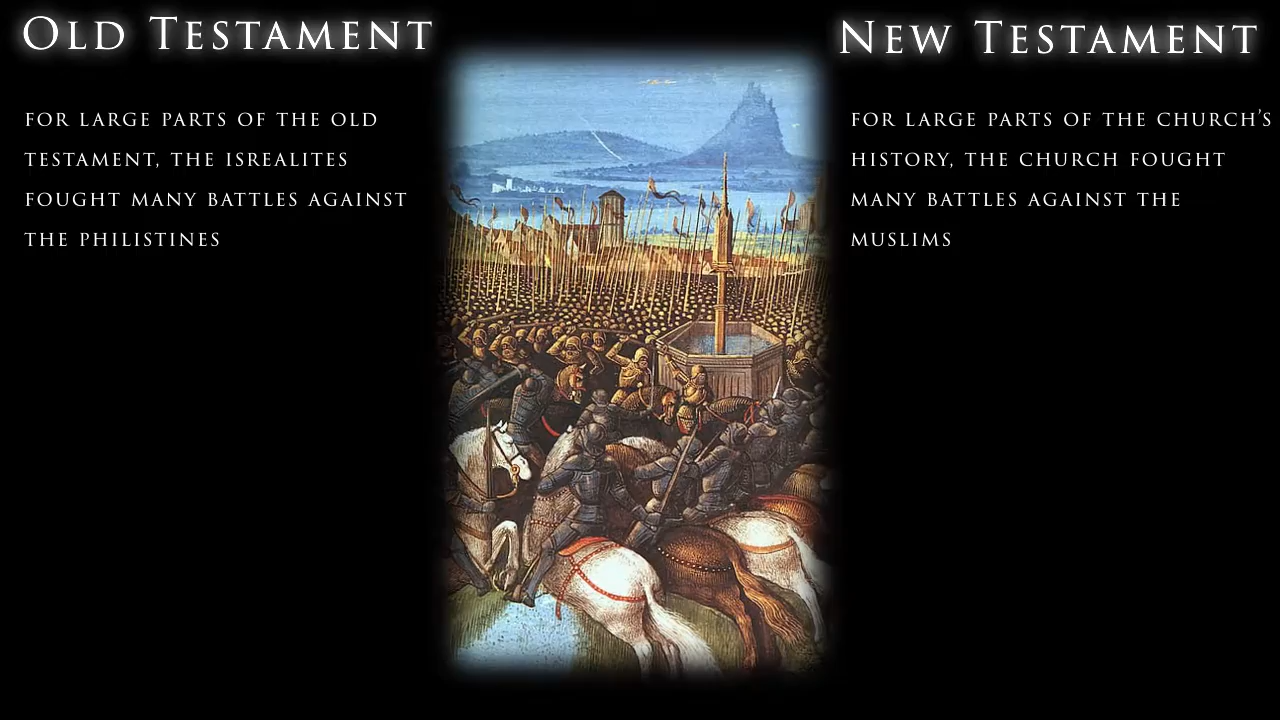 OLD TESTAMENT
FOR LARGE PARTS OF THE OLD
TESTAMENT, THE ISREALITES
FOUGHT MANY BATTLES AGAINST
THE PHILISTINES
NEW TESTAMENT
FOR LARGE PARTS OF THE CHURCH'S
HISTORY, THE CHURCH FOUGHT
MANY BATTLES AGAINST THE
MUSLIMS